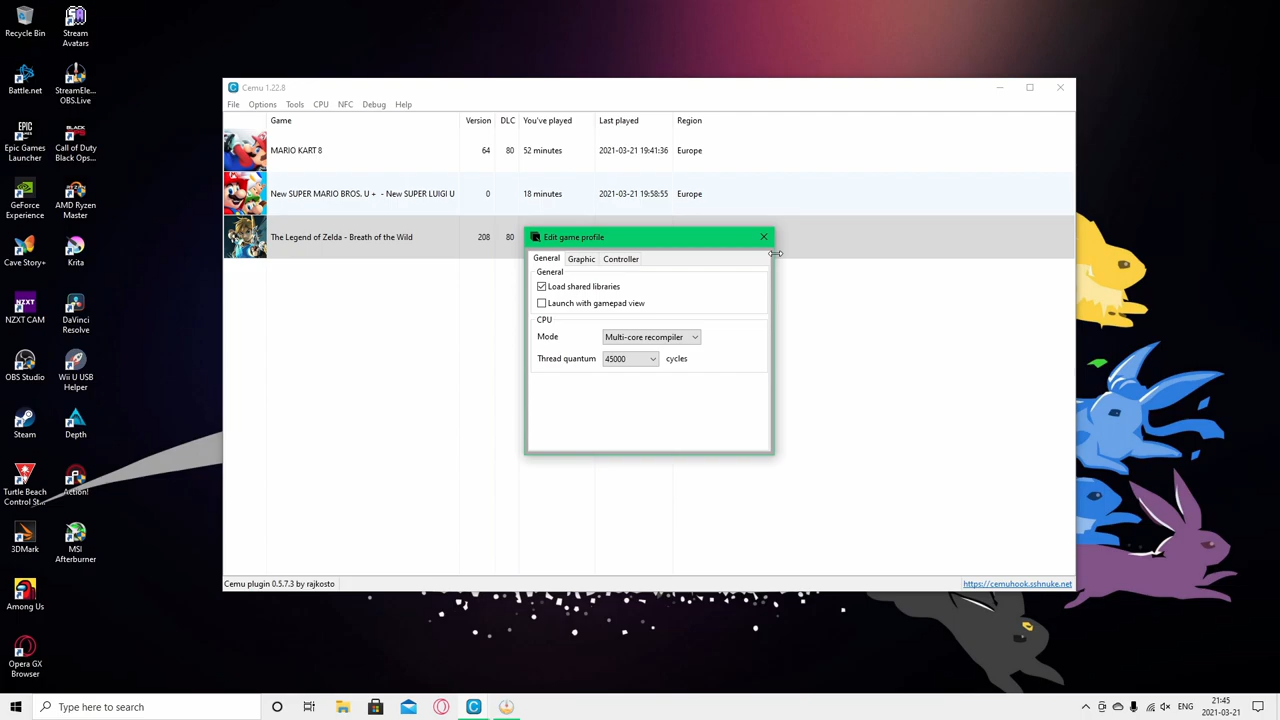 Recycle Bin
Stream
Avatars
Battle.net
StreamEle...
OBS.Live
Epic Games
Launcher
Call of Duty
Black Ops...
GeForce
Experience
AMD Ryzen
Master
Cave Story+
Krita
NZXT CAM
DaVinci
Resolve
OBS Studio
Wii U USB
Helper
Steam
Depth
Turtle Beach
Control St...
Action!
3DMark
MSI
Afterburner
Among Us
Opera GX
Browser
Cemu 1.22.8
File Options Tools CPU NFC Debug Help
Game Version DLC You've played Last played Region
MARIO KART 8 64 80 52 minutes 2021-03-21 19:41:36 Europe
New SUPER MARIO BROS. U + - New SUPER LUIGI U 0 18 minutes 2021-03-21 19:58:55 Europe
The Legend of Zelda - Breath of the Wild 208 80
Edit game profile
General Graphic Controller
General
Load shared libraries
Launch with gamepad view
CPU
Mode Multi-core recompiler
Thread quantum 45000 cycles
Cemu plugin 0.5.7.3 by rajkosto
https://cemuhook.sshnuke.net
Type here to search
ENG
21:45
2021-03-21